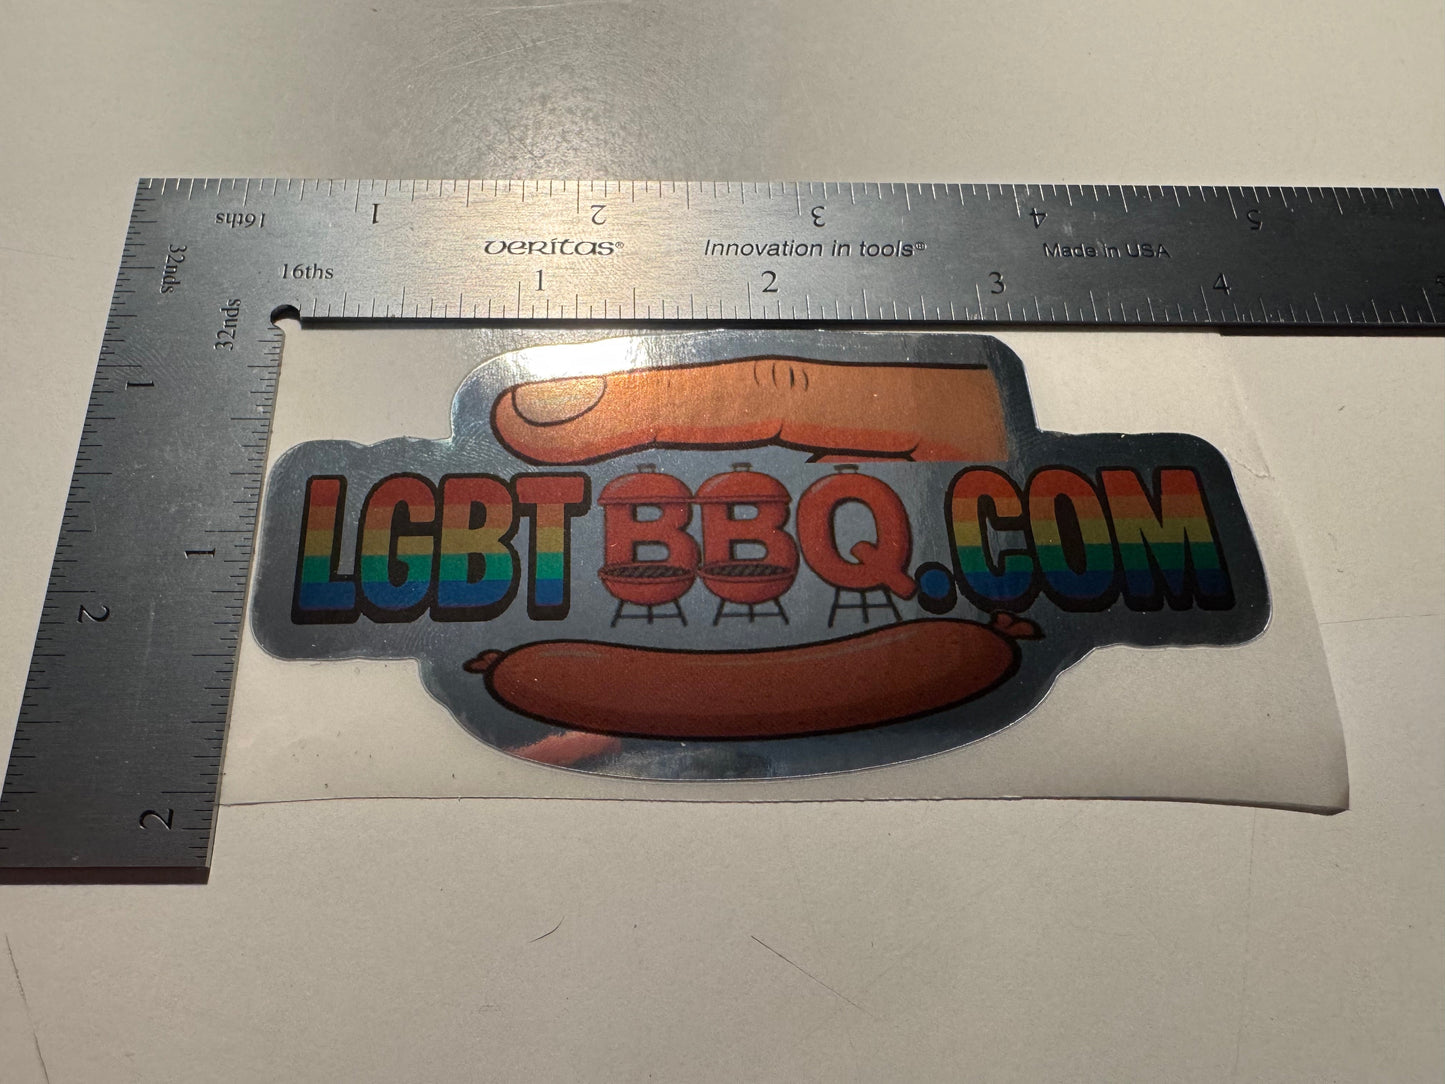 16ths 1 2 3 4 5
veritas® Innovation in tools® Made in USA
32nds
16ths 1 2 3 4 5
32nds
1
LGBTBBQ.COM
1
2
2